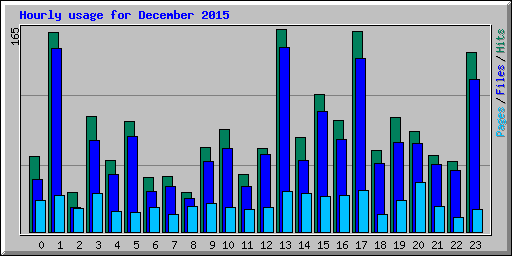 Hourly usage for December 2015
165
Pages / Files / Hits
0 1 2 3 4 5 6 7 8 9 10 11 12 13 14 15 16 17 18 19 20 21 22 23